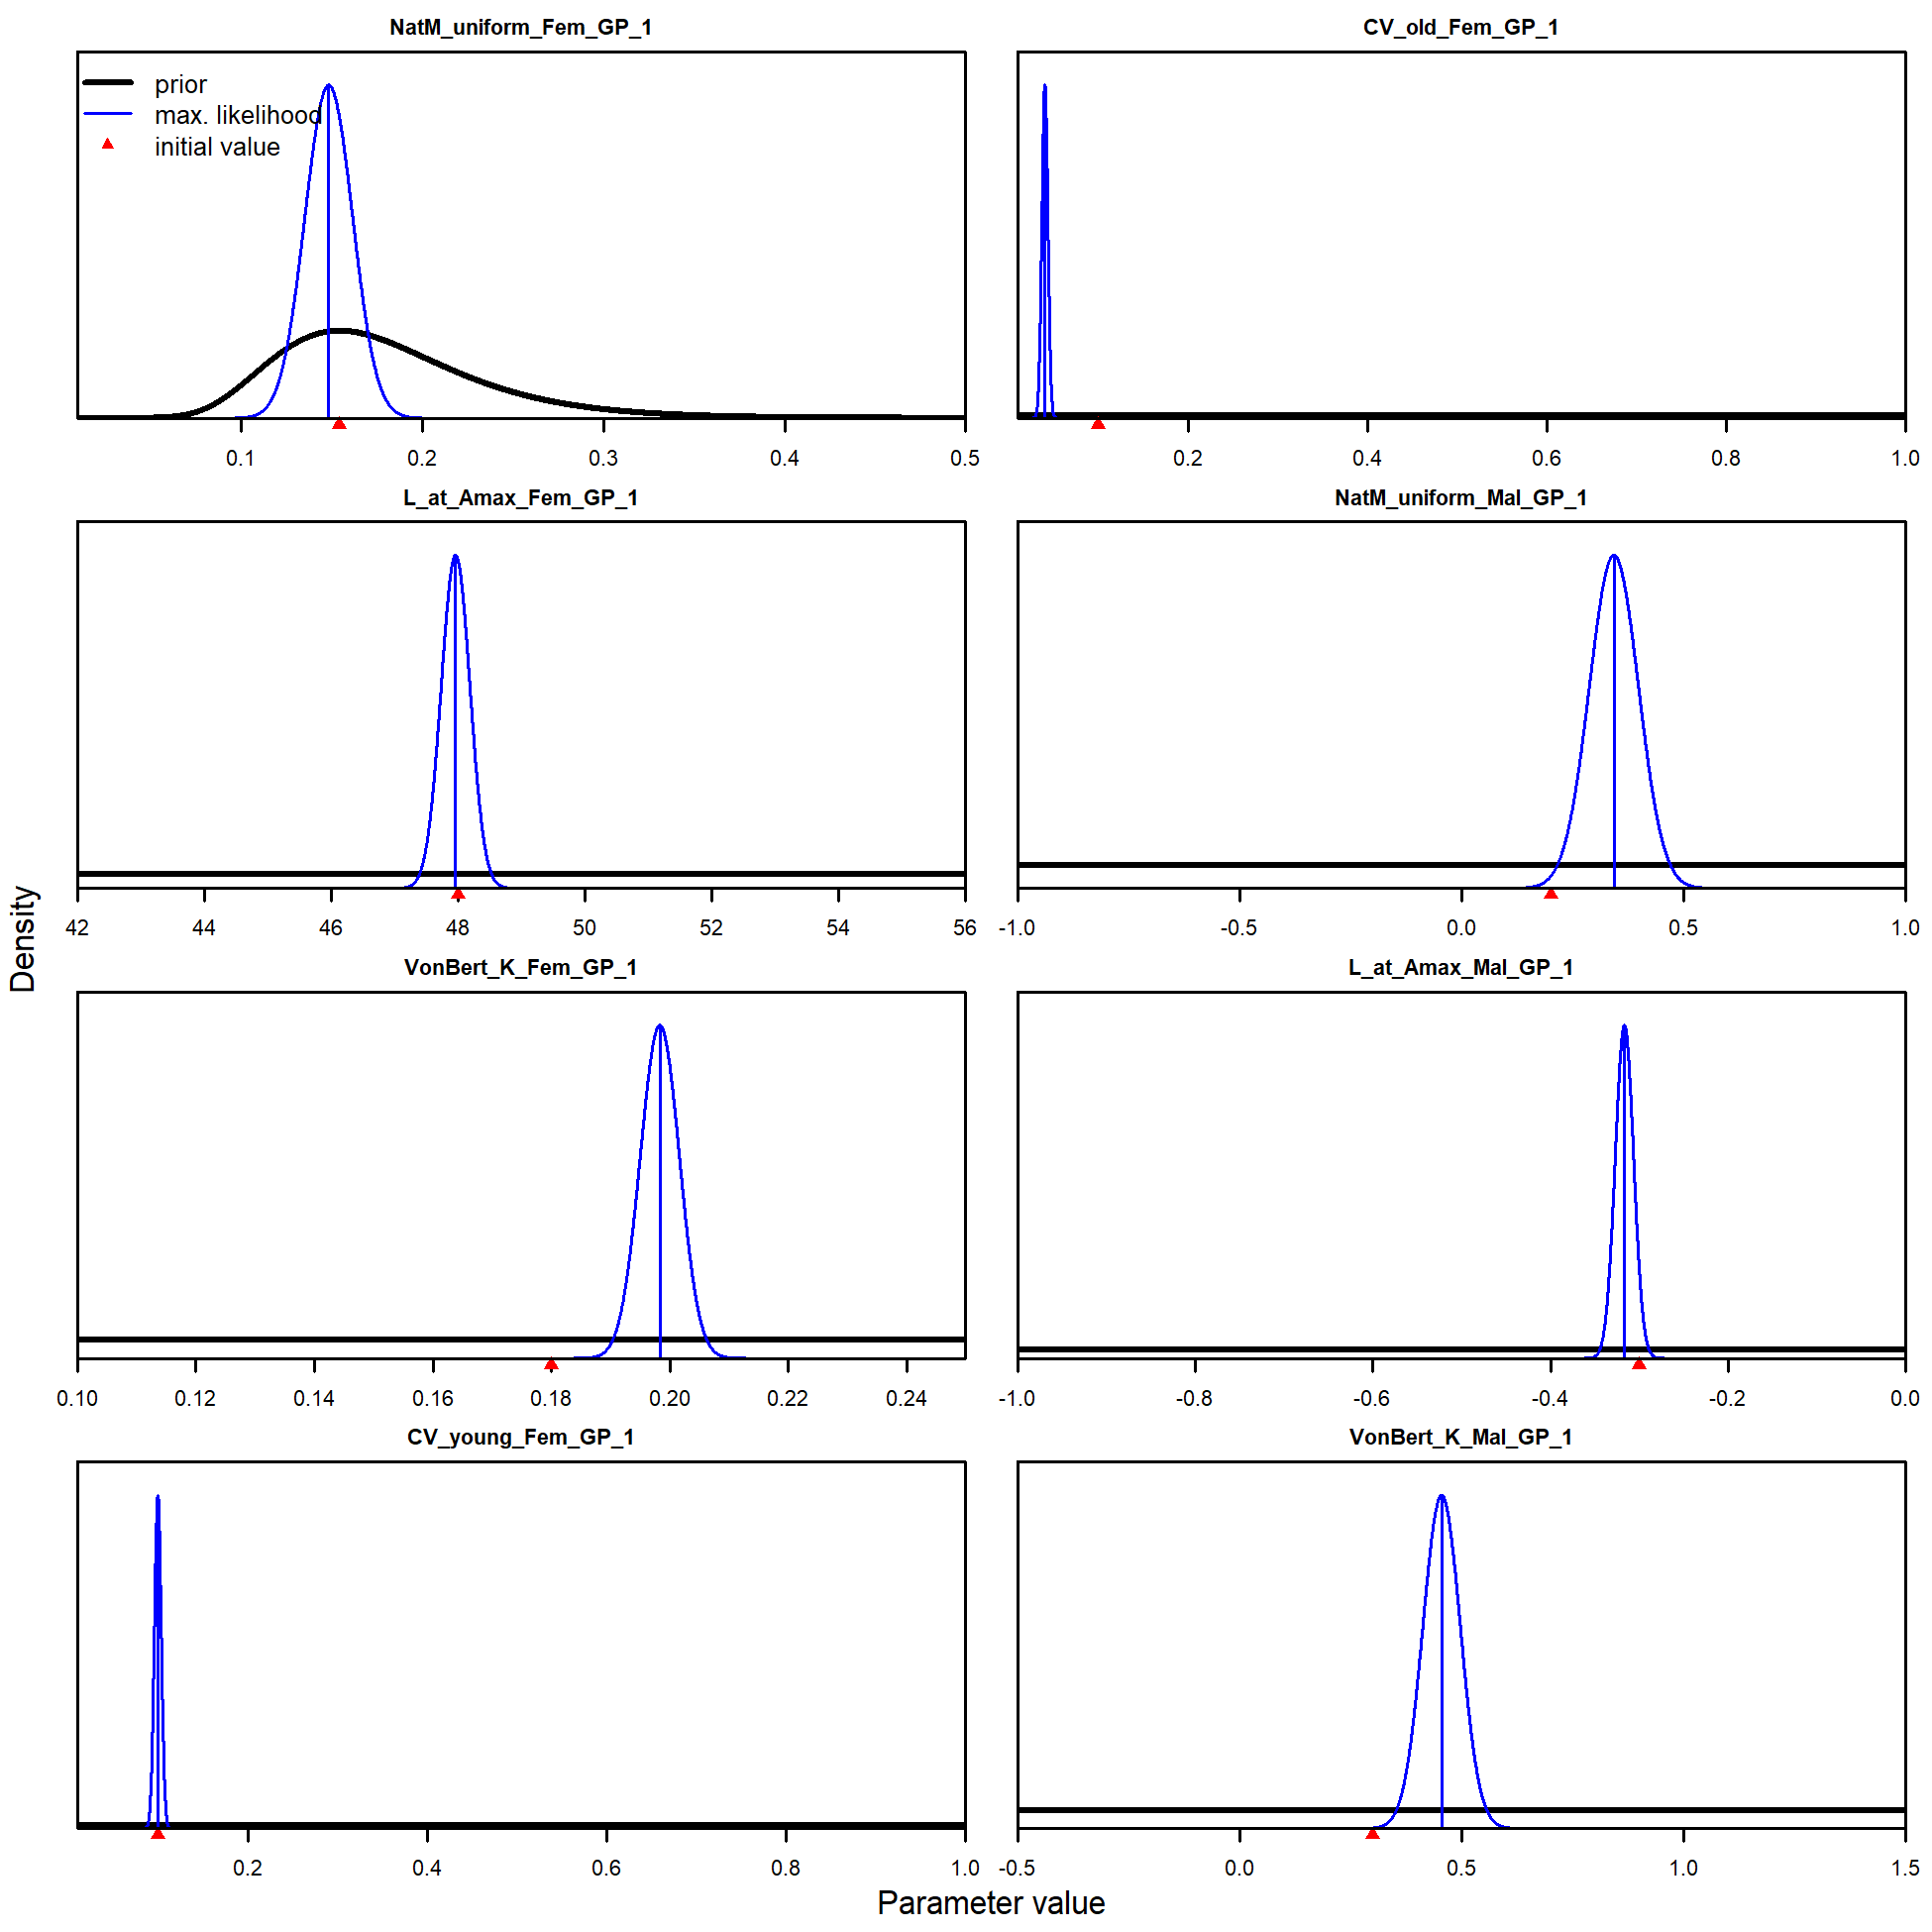 NatM_uniform_Fem_GP_1
prior
max. likelihood
initial value
0.1 0.2 0.3 0.4 0.5
CV_old_Fem_GP_1
0.2 0.4 0.6 0.8 1.0
L_at_Amax_Fem_GP_1
42 44 46 48 50 52 54 56
NatM_uniform_Mal_GP_1
-1.0 -0.5 0.0 0.5 1.0
VonBert_K_Fem_GP_1
0.10 0.12 0.14 0.16 0.18 0.20 0.22 0.24
L_at_Amax_Mal_GP_1
-1.0 -0.8 -0.6 -0.4 -0.2 0.0
CV_young_Fem_GP_1
0.2 0.4 0.6 0.8 1.0
VonBert_K_Mal_GP_1
-0.5 0.0 0.5 1.0 1.5
Density
Parameter value